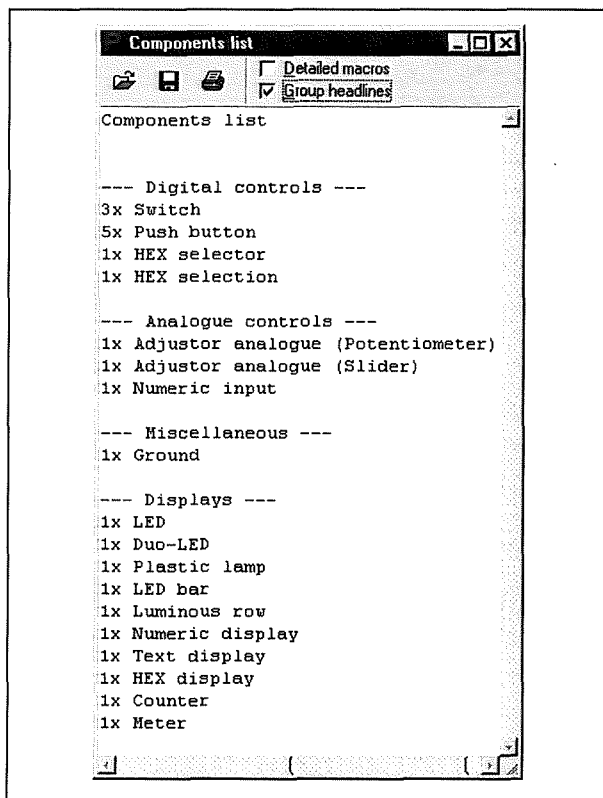 Components list
Detailed macros
Group headlines
Components list
--- Digital controls ---
3x Switch
5x Push button
1x HEX selector
1x HEX selection
--- Analogue controls ---
1x Adjustor analogue (Potentiometer)
1x Adjustor analogue (Slider)
1x Numeric input
--- Miscellaneous ---
1x Ground
--- Displays ---
1x LED
1x Duo-LED
1x Plastic lamp
1x LED bar
1x Luminous row
1x Numeric display
1x Text display
1x HEX display
1x Counter
1x Meter